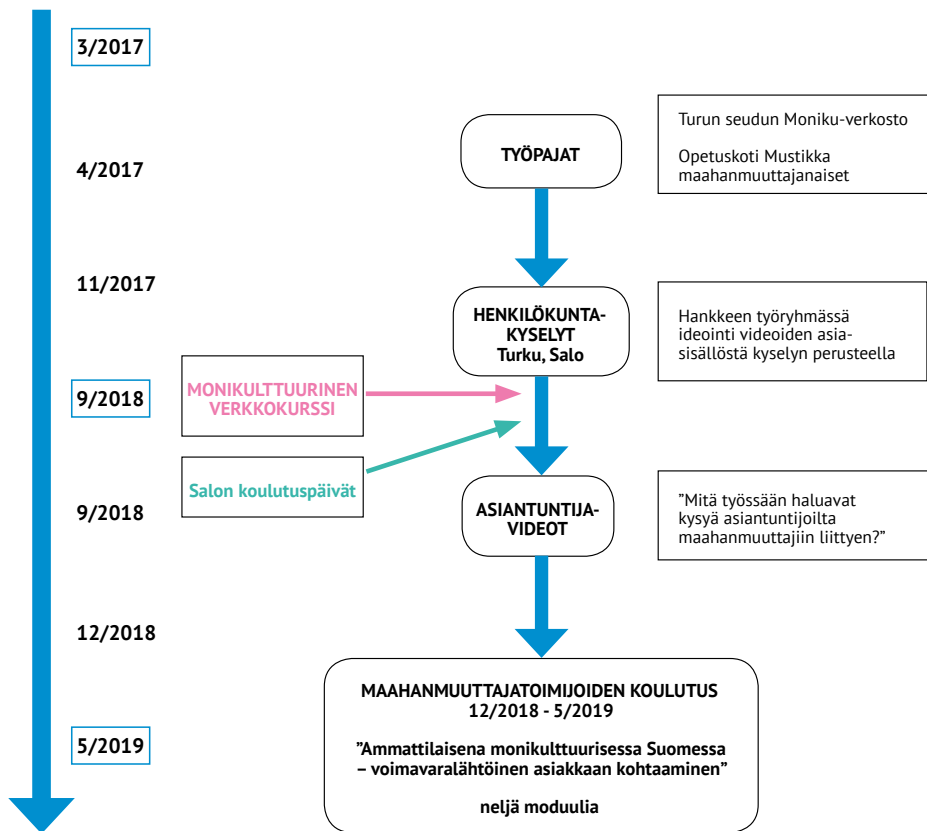 3/2017
4/2017
11/2017
9/2018
9/2018
12/2018
5/2019
TYÖPAJAT
Turun seudun Moniku-verkosto
Opetuskoti Mustikka
maahanmuuttajanaiset
HENKILÖKUNTA-
KYSELYT
Turku, Salo
Hankkeen työryhmässä
ideointi videoiden asia-
sisällöstä kyselyn perusteella
MONIKULTTUURINEN
VERKKOKURSSI
Salon koulutuspäivät
ASIANTUNTIJA-
VIDEOT
”Mitä työssään haluavat
kysyä asiantuntijoilta
maahanmuuttajiin liittyen?”
MAAHANMUUTTAJATOIMIJOIDEN KOULUTUS
12/2018 - 5/2019
”Ammattilaisena monikulttuurisessa Suomessa
– voimavaralähtöinen asiakkaan kohtaaminen”
neljä moduulia